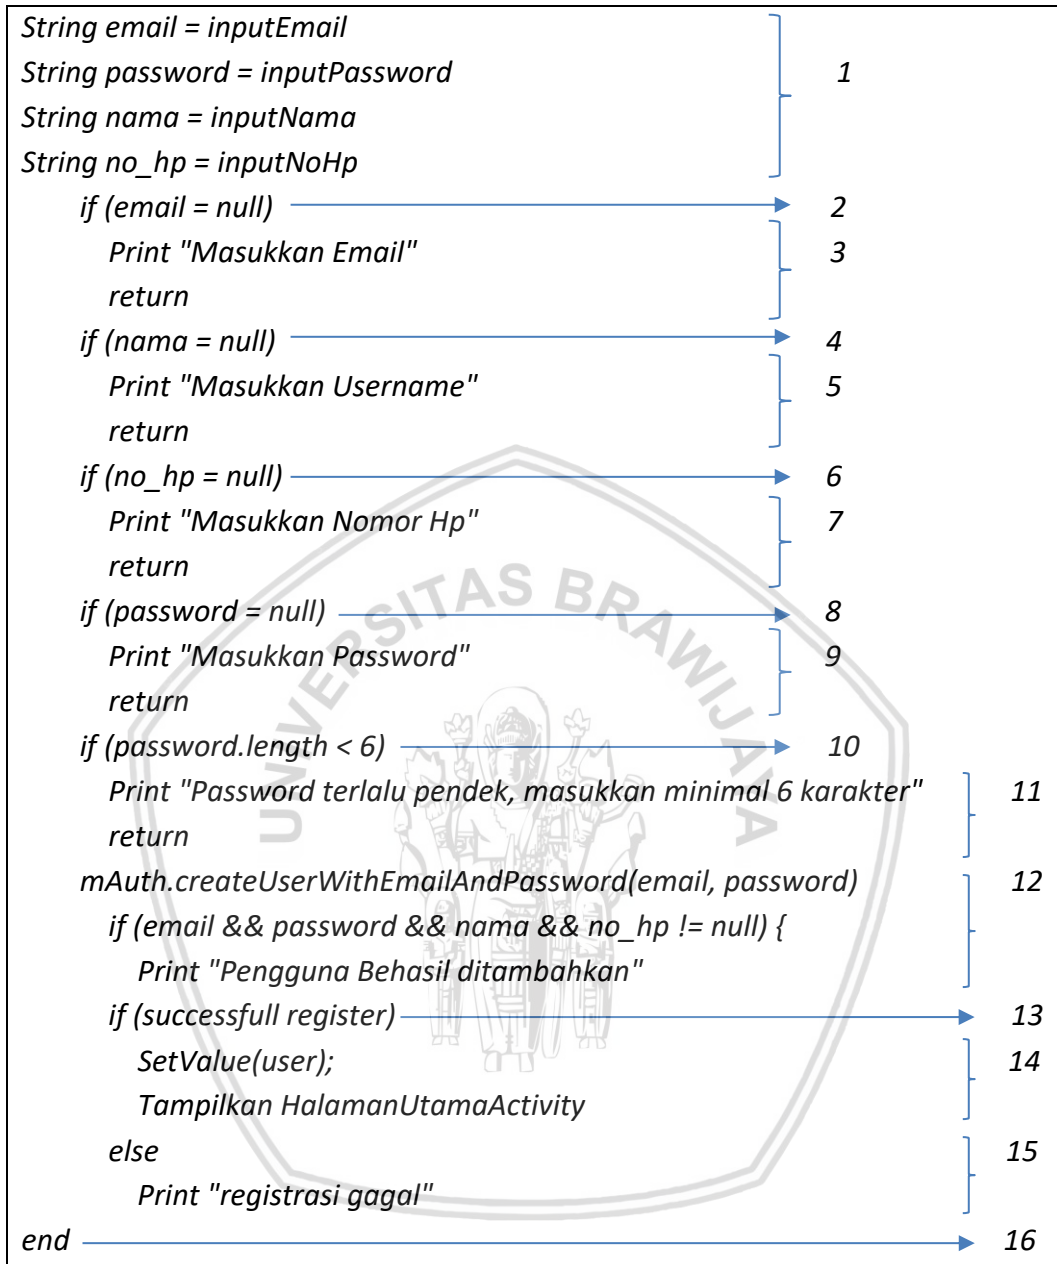 String email = inputEmail
String password = inputPassword 1
String nama = inputNama
String no_hp = inputNoHp
if (email = null) 2
Print "Masukkan Email" 3
return
if (nama = null) 4
Print "Masukkan Username" 5
return
if (no_hp = null) 6
Print "Masukkan Nomor Hp" 7
return
if (password = null) 8
Print "Masukkan Password" 9
return
if (password.length < 6) 10
Print "Password terlalu pendek, masukkan minimal 6 karakter" 11
return
mAuth.createUserWithEmailAndPassword(email, password) 12
if (email && password && nama && no_hp != null) {
Print "Pengguna Behasil ditambahkan"
if (successfull register) 13
SetValue(user); 14
Tampilkan HalamanUtamaActivity
else 15
Print "registrasi gagal"
end 16
UNIVERSITAS BRAWIJAYA